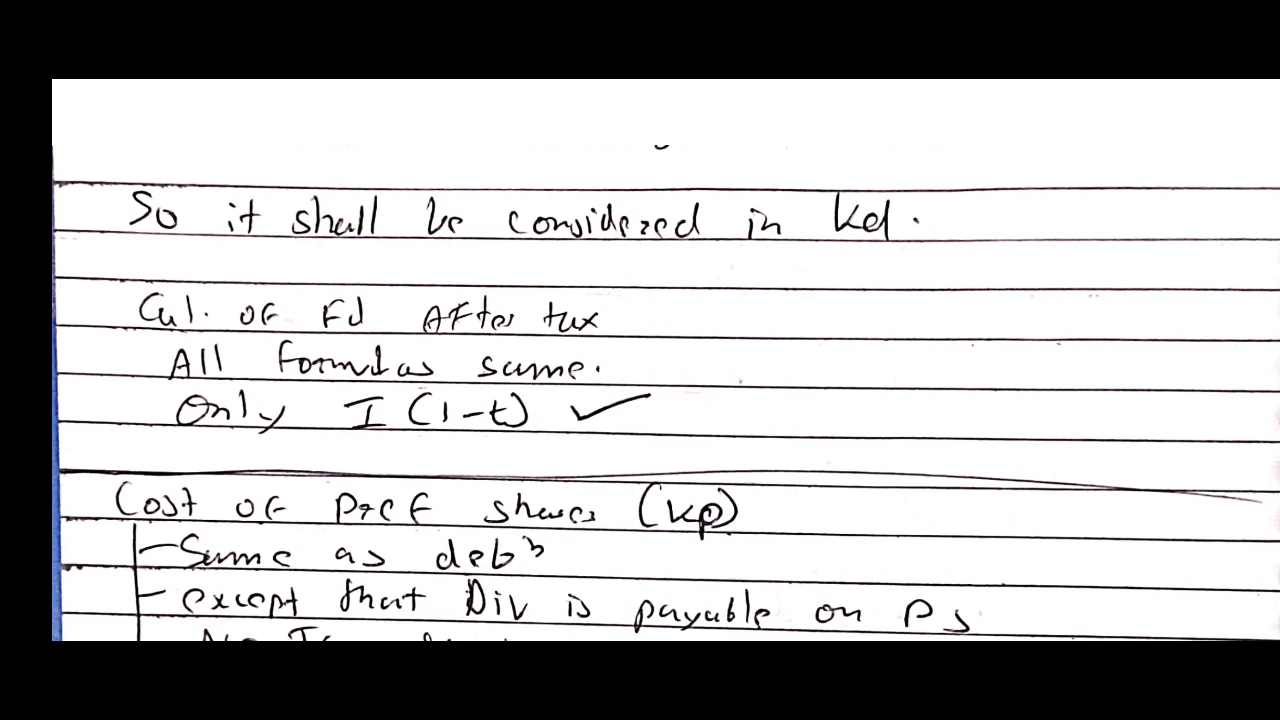 So it shall be considered in kd.
Cal. OF Fd AFter tax
All formulas same.
Only I (1-t) ✓
Cost OF Pref shares (kp)
- Same as deb
- except that Div is payable on PS